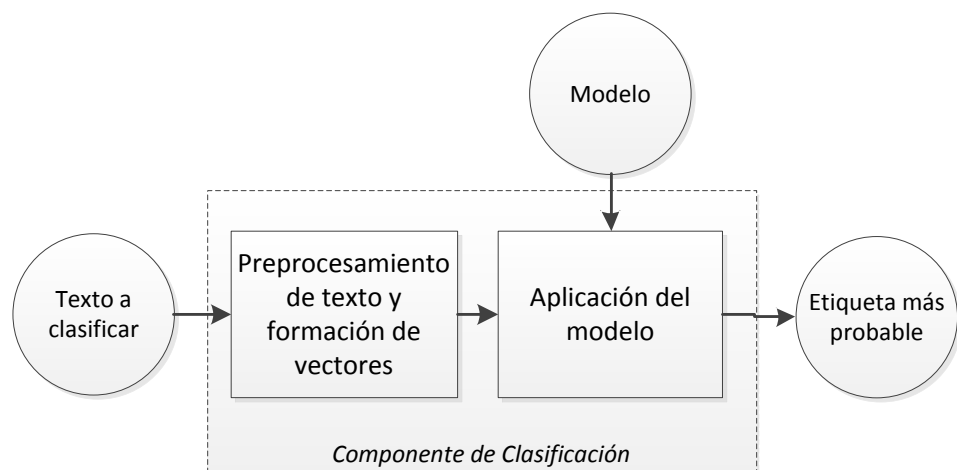 Modelo
Texto a
clasificar
Preprocesamiento
de texto y
formación de
vectores
Aplicación del
modelo
Etiqueta más
probable
Componente de Clasificación